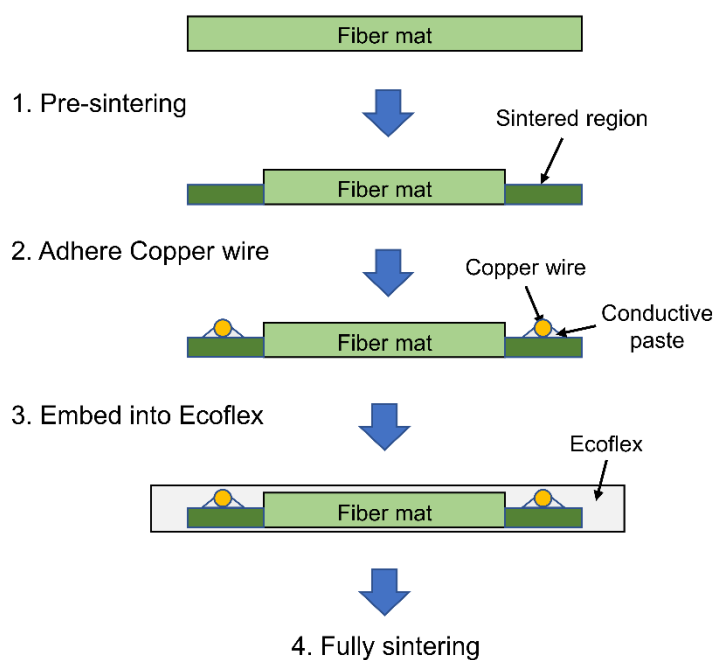 Fiber mat
1. Pre-sintering
Sintered region
Fiber mat
2. Adhere Copper wire
Copper wire
Conductive
paste
Fiber mat
3. Embed into Ecoflex
Ecoflex
Fiber mat
4. Fully sintering